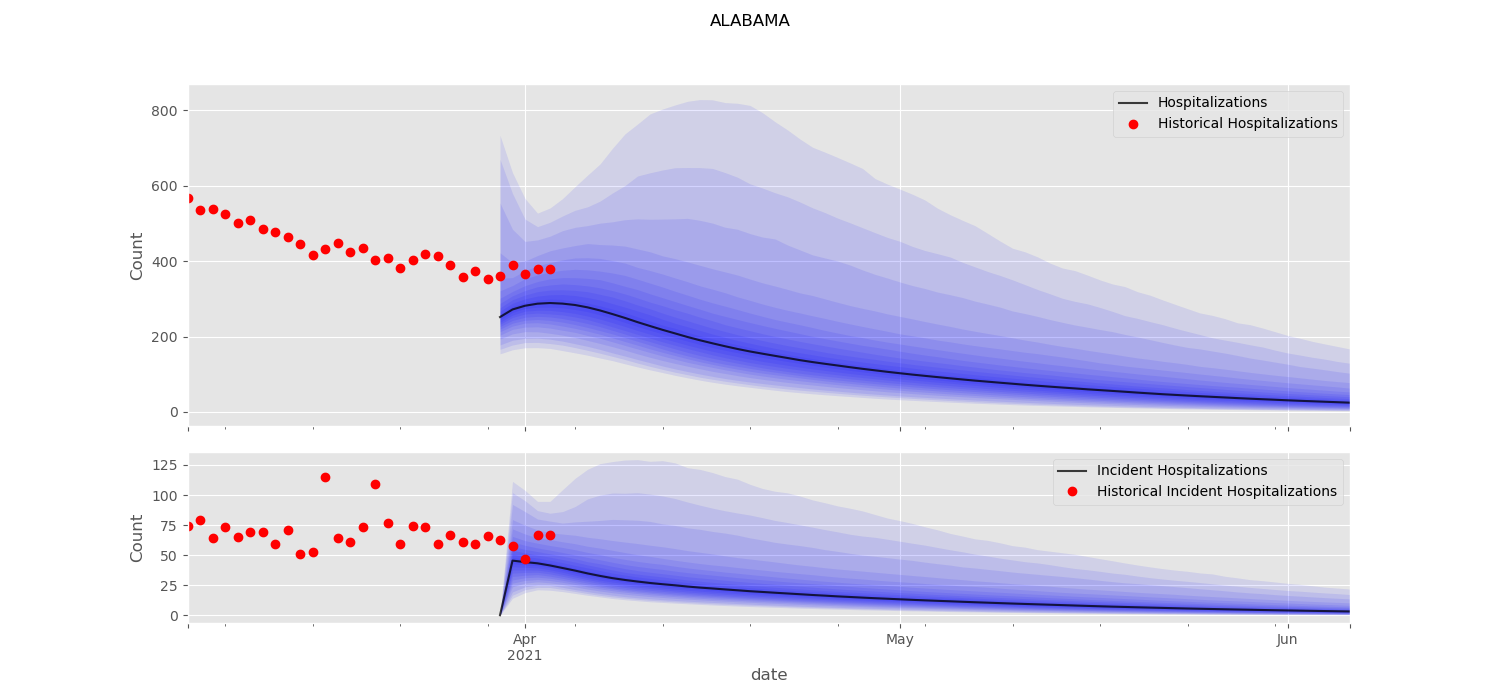 ALABAMA
Hospitalizations
Historical Hospitalizations
800
600
400
200
0
Count
Incident Hospitalizations
Historical Incident Hospitalizations
125
100
75
50
25
0
Count
Apr
2021
May
Jun
date